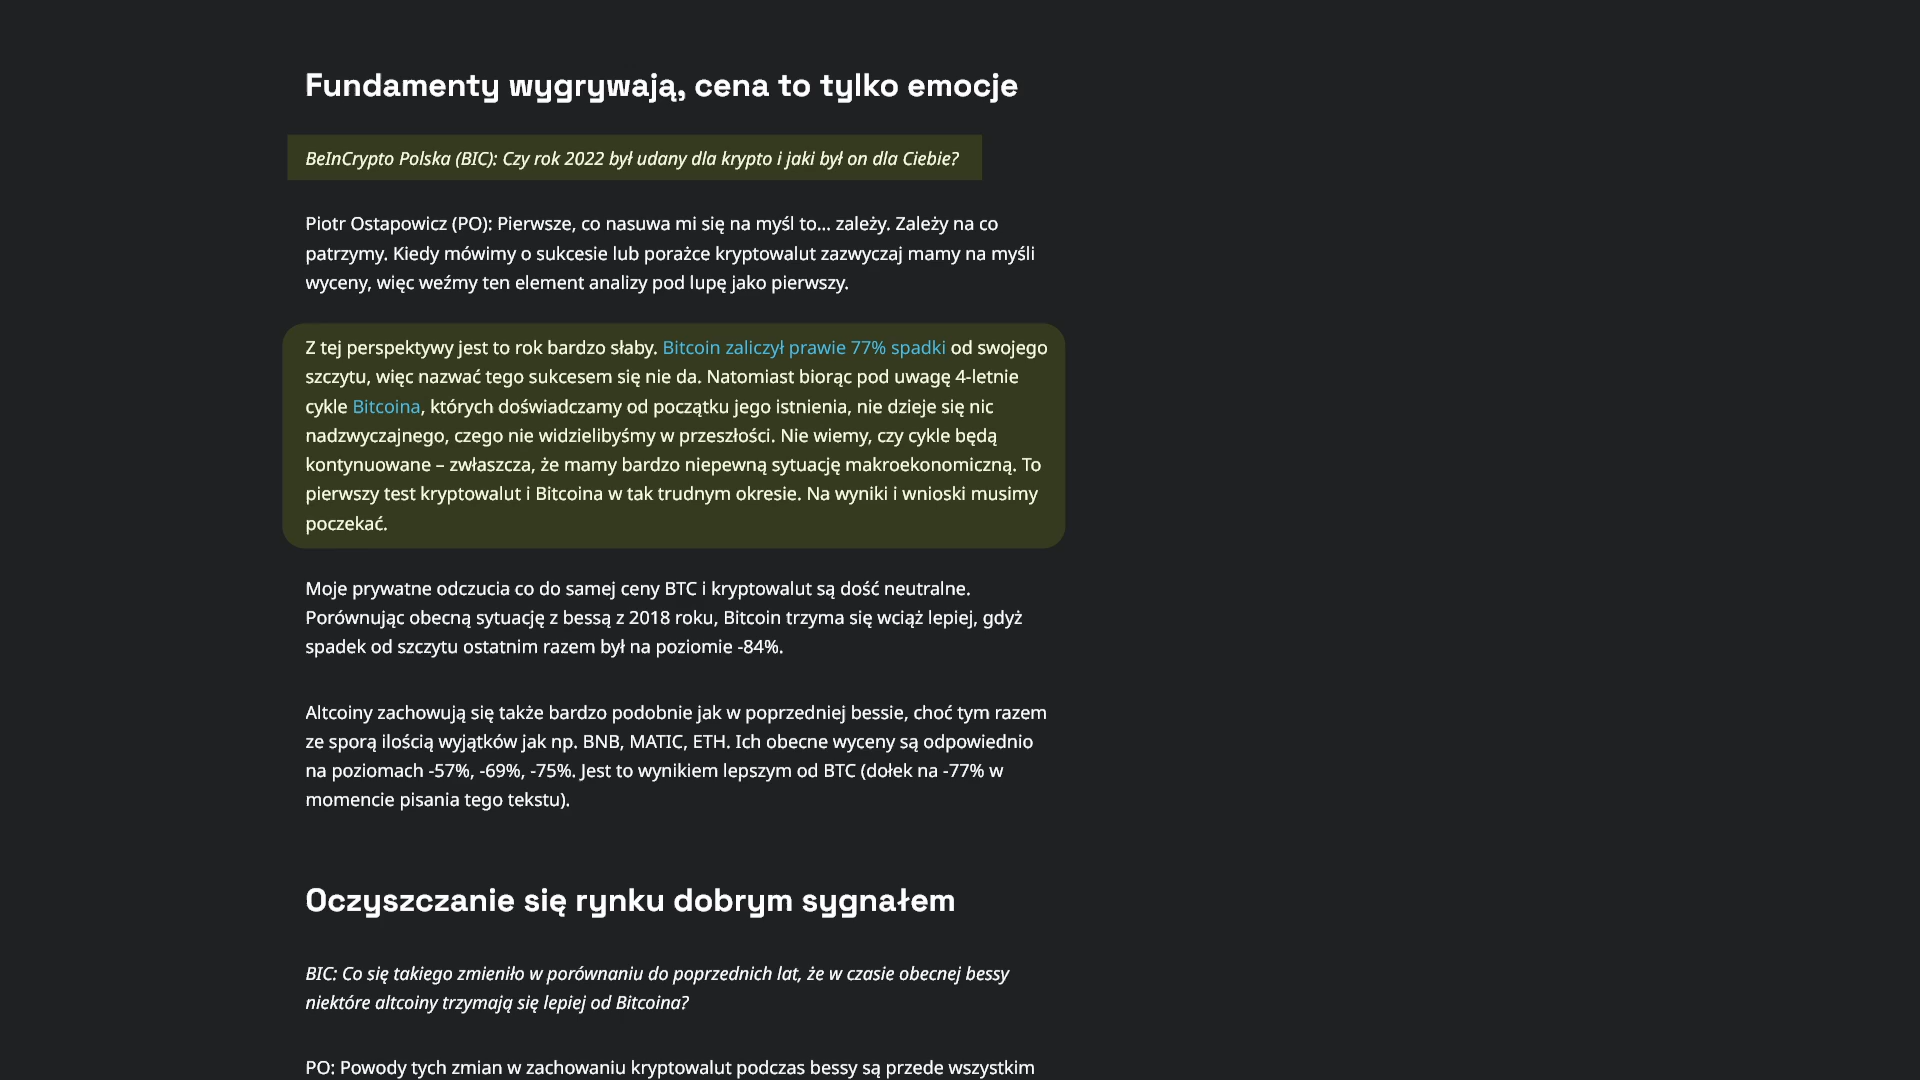 Fundamenty wygrywają, cena to tylko emocje
BeInCrypto Polska (BIC): Czy rok 2022 był udany dla krypto i jaki był on dla Ciebie?
Piotr Ostapowicz (PO): Pierwsze, co nasuwa mi się na myśl to… zależy. Zależy na co
patrzymy. Kiedy mówimy o sukcesie lub porażce kryptowalut zazwyczaj mamy na myśli
wyceny, więc weźmy ten element analizy pod lupę jako pierwszy.
Z tej perspektywy jest to rok bardzo słaby. Bitcoin zaliczył prawie 77% spadki od swojego
szczytu, więc nazwać tego sukcesem się nie da. Natomiast biorąc pod uwagę 4-letnie
cykle Bitcoina, których doświadczamy od początku jego istnienia, nie dzieje się nic
nadzwyczajnego, czego nie widzielibyśmy w przeszłości. Nie wiemy, czy cykle będą
kontynuowane – zwłaszcza, że mamy bardzo niepewną sytuację makroekonomiczną. To
pierwszy test kryptowalut i Bitcoina w tak trudnym okresie. Na wyniki i wnioski musimy
poczekać.
Moje prywatne odczucia co do samej ceny BTC i kryptowalut są dość neutralne.
Porównując obecną sytuację z bessą z 2018 roku, Bitcoin trzyma się wciąż lepiej, gdyż
spadek od szczytu ostatnim razem był na poziomie -84%.
Altcoiny zachowują się także bardzo podobnie jak w poprzedniej bessie, choć tym razem
ze sporą ilością wyjątków jak np. BNB, MATIC, ETH. Ich obecne wyceny są odpowiednio
na poziomach -57%, -69%, -75%. Jest to wynikiem lepszym od BTC (dołek na -77% w
momencie pisania tego tekstu).
Oczyszczanie się rynku dobrym sygnałem
BIC: Co się takiego zmieniło w porównaniu do poprzednich lat, że w czasie obecnej bessy
niektóre altcoiny trzymają się lepiej od Bitcoina?
PO: Powody tych zmian w zachowaniu kryptowalut podczas bessy są przede wszystkim